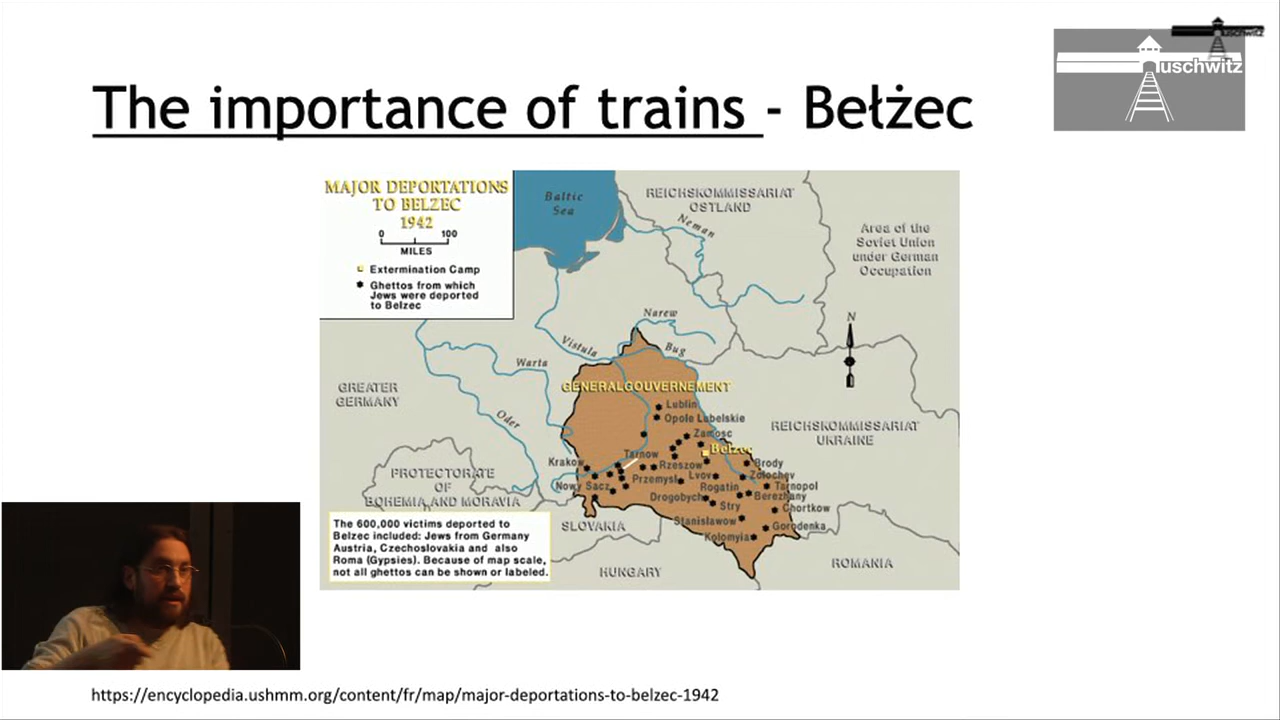 uschwitz
uschwitz
The importance of trains - Bełżec
MAJOR DEPORTATIONS
TO BELZEC
1942
0 100
MILES
Extermination Camp
Ghettos from which
Jews were deported
to Belzec
Baltic
Sea
REICHSKOMMISSARIAT
OSTLAND
Neman
Area of the
Soviet Union
under German
Occupation
N
Narew
Vistula
Bug
Warta
GENERALGOUVERNEMENT
GREATER
GERMANY
Oder
Lublin
Opole Lubelskie
Zamosc
REICHSKOMMISSARIAT
UKRAINE
Belzec
Tarnow
Krakow
Rzeszow
Brody
PROTECTORATE
OF
BOHEMIA AND MORAVIA
Przemysl
Lvov
Zolochev
Nowy Sacz
Rogatin
Tarnopol
Drogobych
Berezhany
Stry
Chortkow
Stanislawow
SLOVAKIA
Gorodenka
Kolomyia
The 600,000 victims deported to
Belzec included: Jews from Germany
Austria, Czechoslovakia and also
Roma (Gypsies). Because of map scale,
not all ghettos can be shown or labeled.
HUNGARY
ROMANIA
https://encyclopedia.ushmm.org/content/fr/map/major-deportations-to-belzec-1942